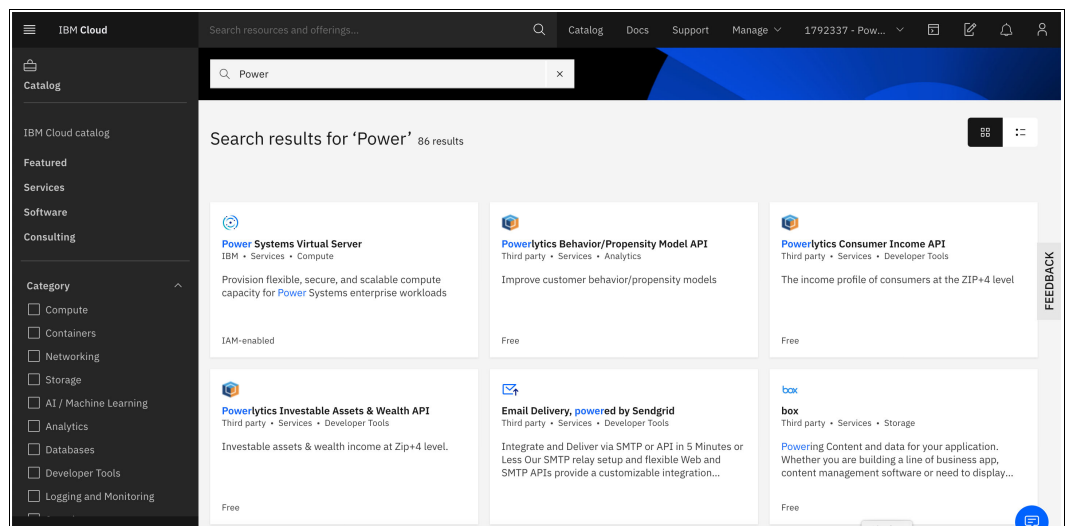 IBM Cloud
Search resources and offerings...
Catalog
Docs
Support
Manage
1792337 - Pow...
Catalog
IBM Cloud catalog
Featured
Services
Software
Consulting
Category
Compute
Containers
Networking
Storage
AI / Machine Learning
Analytics
Databases
Developer Tools
Logging and Monitoring
Power
Search results for ‘Power’ 86 results
Power Systems Virtual Server
IBM • Services • Compute
Provision flexible, secure, and scalable compute
capacity for Power Systems enterprise workloads
IAM-enabled
Powerlytics Behavior/Propensity Model API
Third party • Services • Analytics
Improve customer behavior/propensity models
Free
Powerlytics Consumer Income API
Third party • Services • Developer Tools
The income profile of consumers at the ZIP+4 level
Free
Powerlytics Investable Assets & Wealth API
Third party • Services • Developer Tools
Investable assets & wealth income at Zip+4 level.
Free
Email Delivery, powered by Sendgrid
Third party • Services • Developer Tools
Integrate and Deliver via SMTP or API in 5 Minutes or
Less Our SMTP relay setup and flexible Web and
SMTP APIs provide a customizable integration...
box
box
Third party • Services • Storage
Powering Content and data for your application.
Whether you are building a line of business app,
content management software or need to display...
Free
FEEDBACK